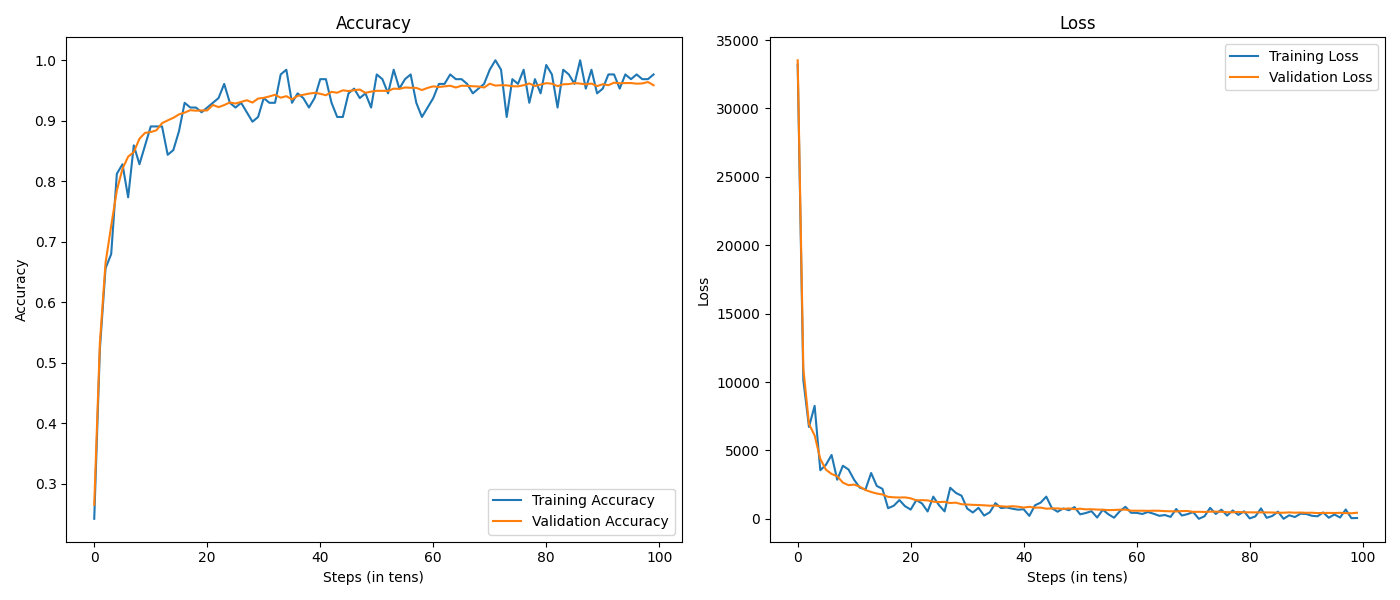 Accuracy
1.0
0.9
0.8
0.7
0.6
0.5
0.4
0.3
Accuracy
Training Accuracy
Validation Accuracy
0 20 40 60 80 100
Steps (in tens)
Loss
35000
30000
25000
20000
15000
10000
5000
0
Loss
Training Loss
Validation Loss
0 20 40 60 80 100
Steps (in tens)